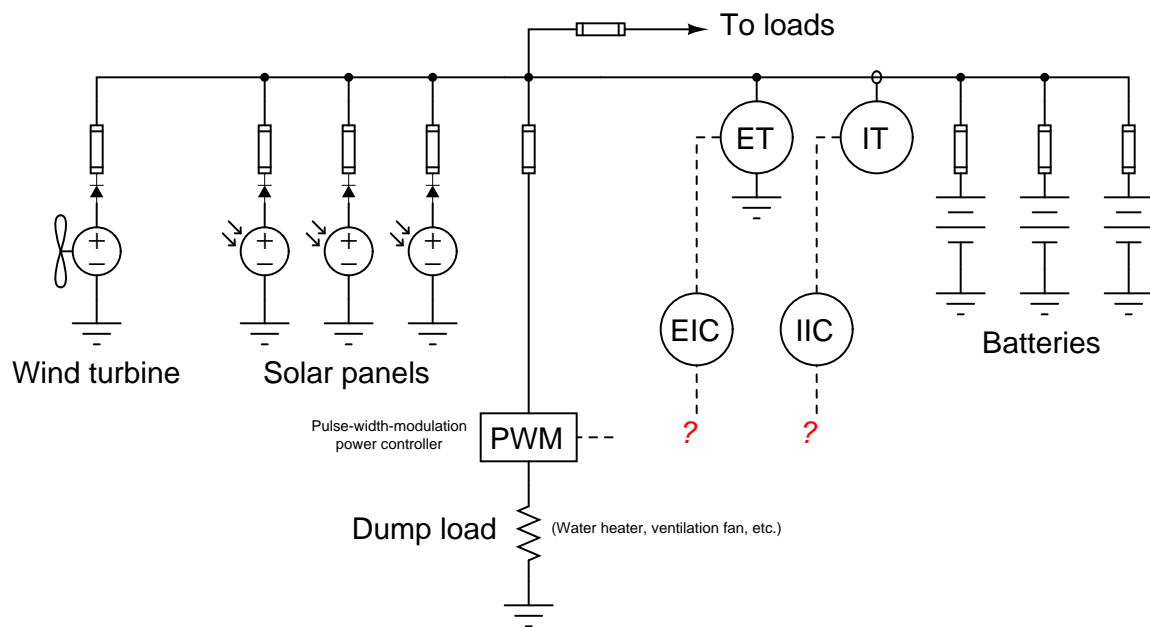 To loads
ET
IT
+
−
+
−
+
−
+
−
EIC
IIC
Wind turbine
Solar panels
Batteries
Pulse-width-modulation
power controller
PWM
?
?
Dump load
(Water heater, ventilation fan, etc.)